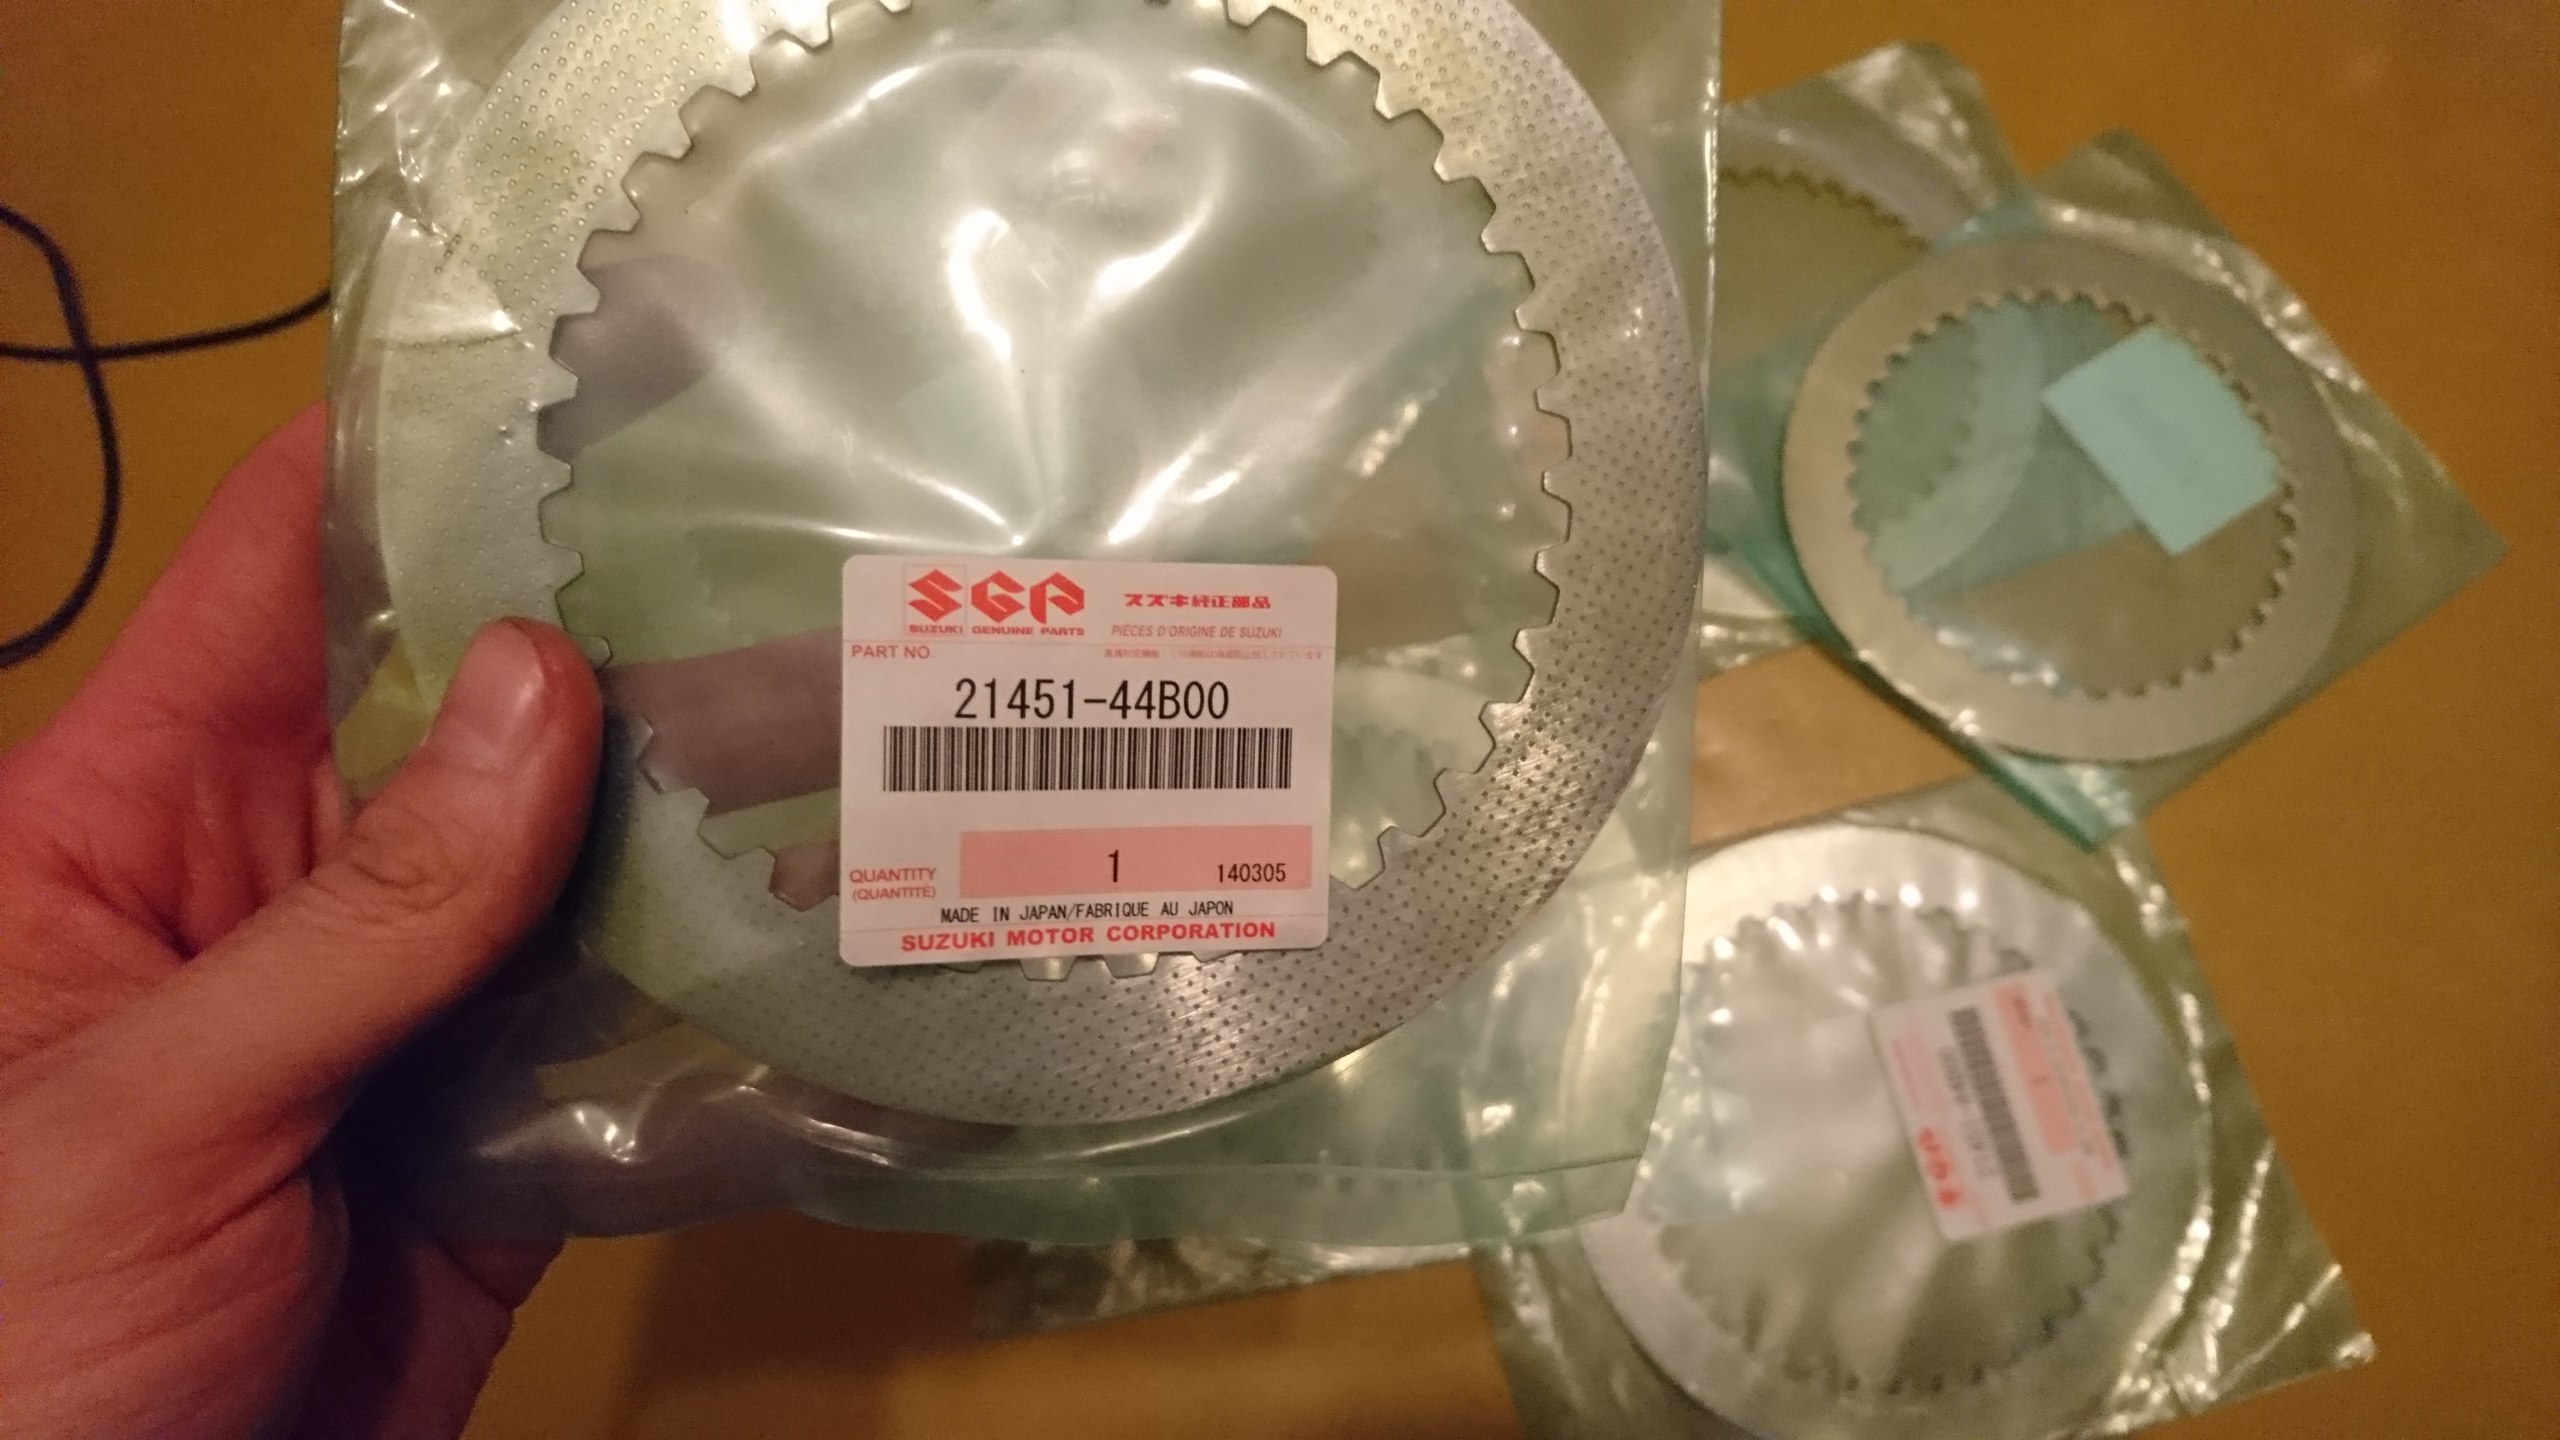 SGP スズキ純正部品
SUZUKI GENUINE PARTS PIÈCES D'ORIGINE DE SUZUKI
PART NO.
21451-44B00
QUANTITY 1 140305
(QUANTITÉ)
MADE IN JAPAN/FABRIQUE AU JAPON
SUZUKI MOTOR CORPORATION
SGP